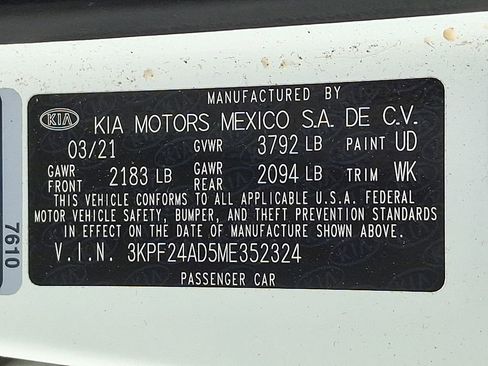 MANUFACTURED BY
KIA KIA MOTORS MEXICO S.A. DE C.V.
03/21 GVWR 3792 LB PAINT UD
GAWR FRONT 2183 LB GAWR REAR 2094 LB TRIM WK
THIS VEHICLE CONFORMS TO ALL APPLICABLE U.S.A. FEDERAL
MOTOR VEHICLE SAFETY, BUMPER, AND THEFT PREVENTION STANDARDS
IN EFFECT ON THE DATE OF MANUFACTURE SHOWN ABOVE.
V.I.N. 3KPF24AD5ME352324
PASSENGER CAR
7610